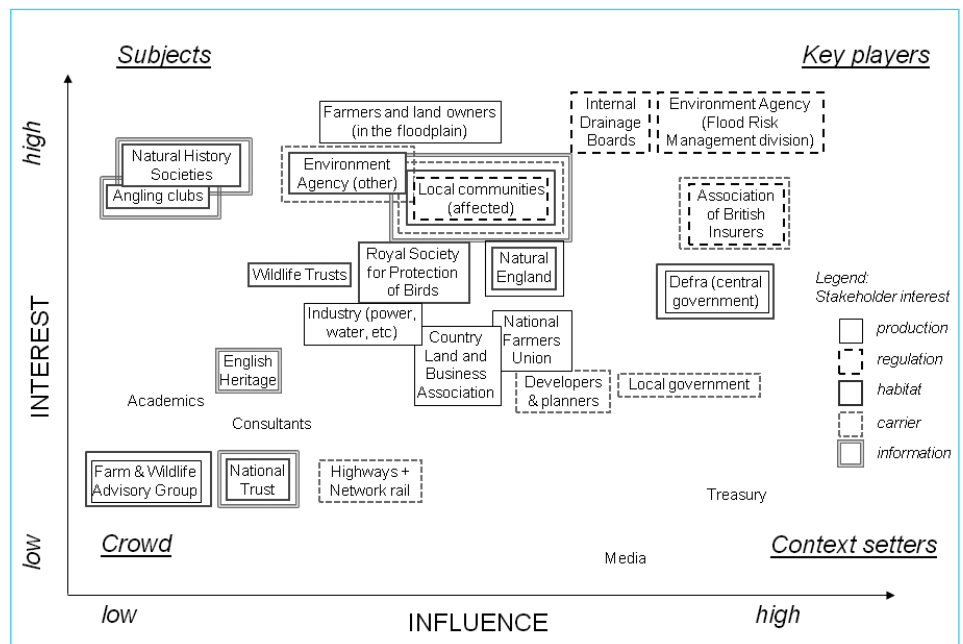 Subjects
Key players
high
Farmers and land owners
(in the floodplain)
Internal
Drainage
Boards
Environment Agency
(Flood Risk
Management division)
Natural History
Societies
Angling clubs
Environment
Agency (other)
Local communities
(affected)
Association
of British
Insurers
Wildlife Trusts
Royal Society
for Protection
of Birds
Natural
England
Defra (central
government)
Legend:
Stakeholder interest
production
regulation
habitat
carrier
information
INTEREST
Industry (power,
water, etc)
Country
Land and
Business
Association
National
Farmers
Union
English
Heritage
Developers
& planners
Local government
Academics
Consultants
Farm & Wildlife
Advisory Group
National
Trust
Highways +
Network rail
Treasury
low
Crowd
Media
Context setters
low
INFLUENCE
high